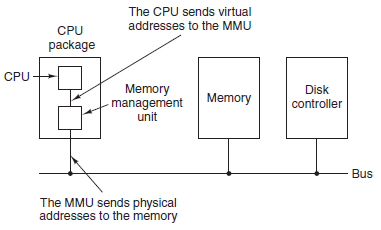 The CPU sends virtual
addresses to the MMU
CPU
package
CPU
Memory
management
unit
Memory
Disk
controller
Bus
The MMU sends physical
addresses to the memory